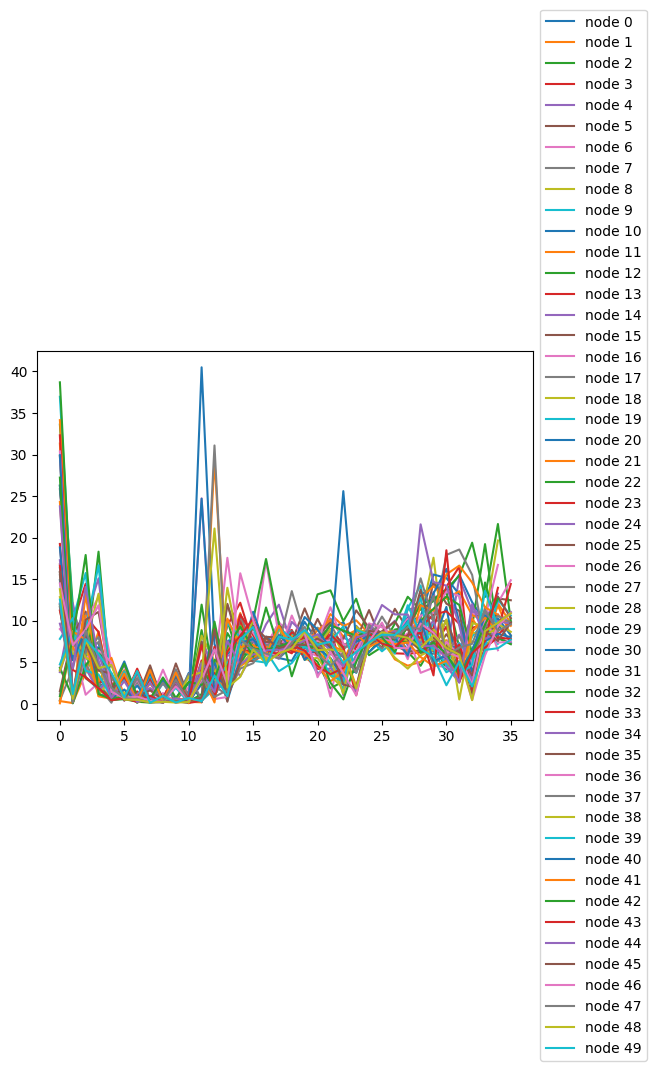 node 0
node 1
node 2
node 3
node 4
node 5
node 6
node 7
node 8
node 9
node 10
node 11
node 12
node 13
node 14
node 15
node 16
node 17
node 18
node 19
node 20
node 21
node 22
node 23
node 24
node 25
node 26
node 27
node 28
node 29
node 30
node 31
node 32
node 33
node 34
node 35
node 36
node 37
node 38
node 39
node 40
node 41
node 42
node 43
node 44
node 45
node 46
node 47
node 48
node 49
40
35
30
25
20
15
10
5
0
0 5 10 15 20 25 30 35